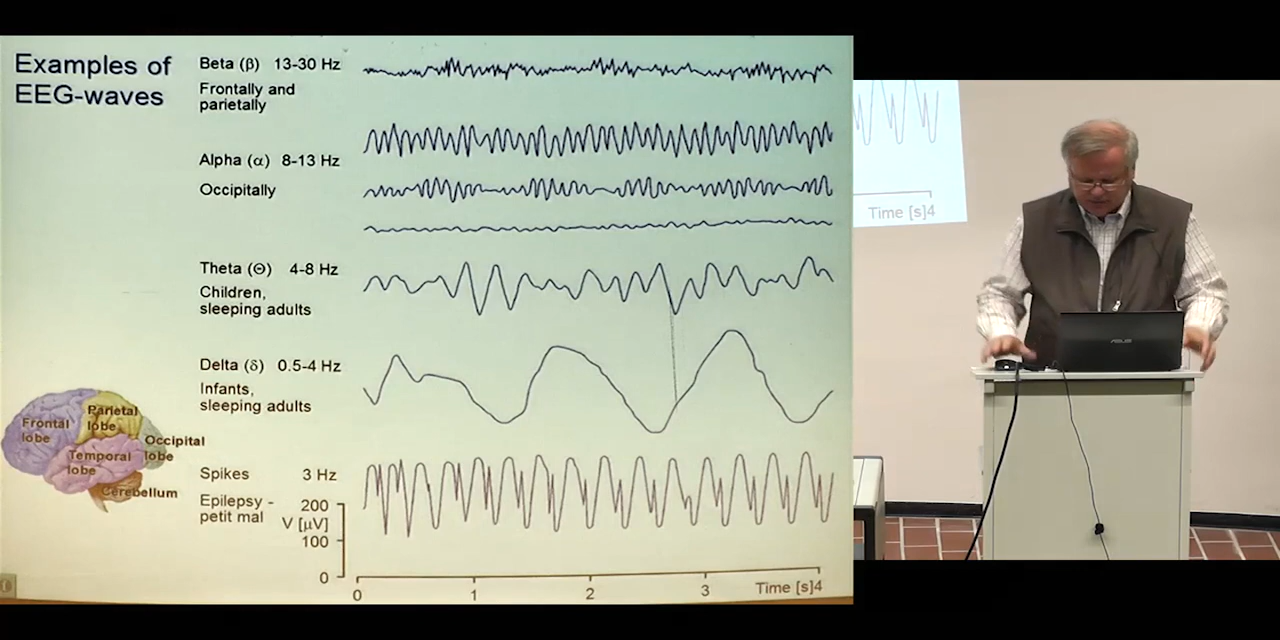 Examples of
EEG-waves
Beta (β) 13-30 Hz
Frontally and
parietally
Alpha (α) 8-13 Hz
Occipitally
Theta (Θ) 4-8 Hz
Children,
sleeping adults
Delta (δ) 0.5-4 Hz
Infants,
sleeping adults
Spikes 3 Hz
Epilepsy -
petit mal
200
V [µV]
100
0
0 1 2 3 Time [s]4
Frontal
lobe
Parietal
lobe
Occipital
lobe
Temporal
lobe
Cerebellum
Time [s]4
ASUS